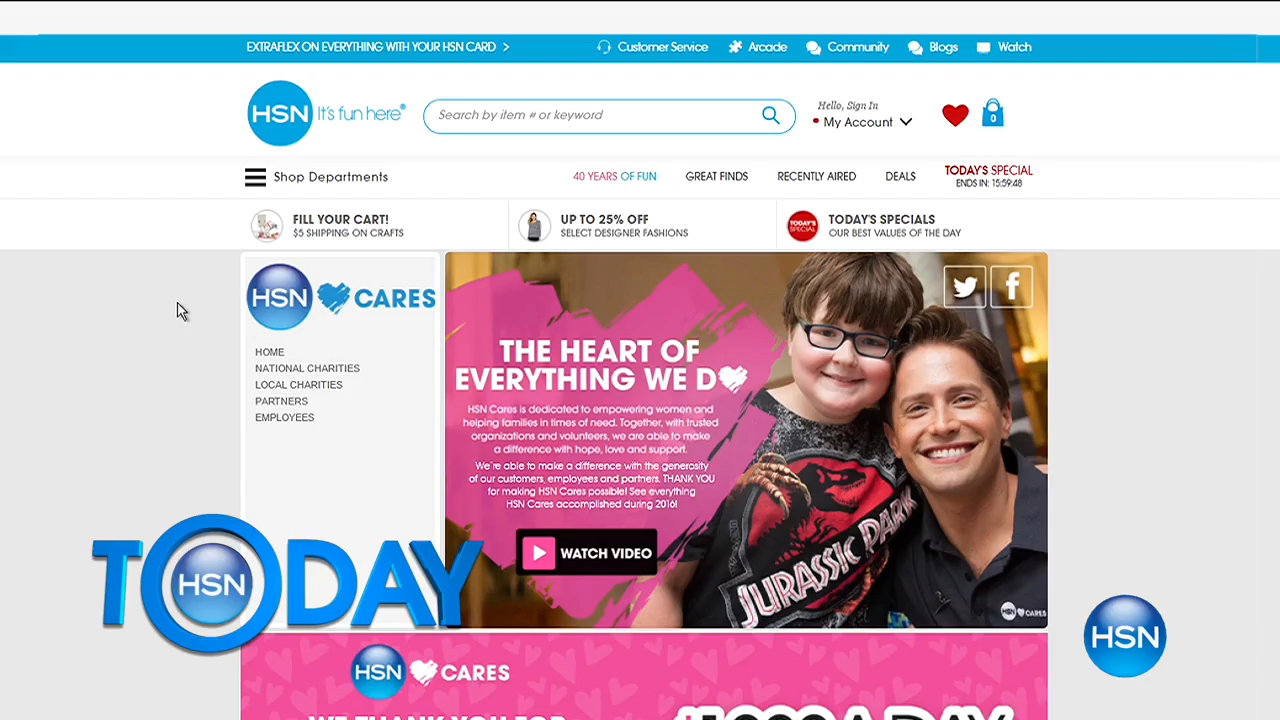 EXTRAFLEX ON EVERYTHING WITH YOUR HSN CARD >
Customer Service
Arcade
Community
Blogs
Watch
HSN It's fun here®
Search by item # or keyword
Hello, Sign In
My Account
0
Shop Departments
40 YEARS OF FUN
GREAT FINDS
RECENTLY AIRED
DEALS
TODAY'S SPECIAL
ENDS IN: 15:59:48
FILL YOUR CART!
$5 SHIPPING ON CRAFTS
UP TO 25% OFF
SELECT DESIGNER FASHIONS
TODAY'S SPECIAL
TODAY'S SPECIALS
OUR BEST VALUES OF THE DAY
HSN CARES
HOME
NATIONAL CHARITIES
LOCAL CHARITIES
PARTNERS
EMPLOYEES
THE HEART OF
EVERYTHING WE D
HSN Cares is dedicated to empowering women and
helping families in times of need. Together, with trusted
organizations and volunteers, we are able to make
a difference with hope, love and support.
We're able to make a difference with the generosity
of our customers, employees and partners. THANK YOU
for making HSN Cares possible! See everything
HSN Cares accomplished during 2016!
WATCH VIDEO
JURASSIC PARK
HSN CARES
TODAY
HSN
HSN
HSN CARES
WE THANK YOU FOR